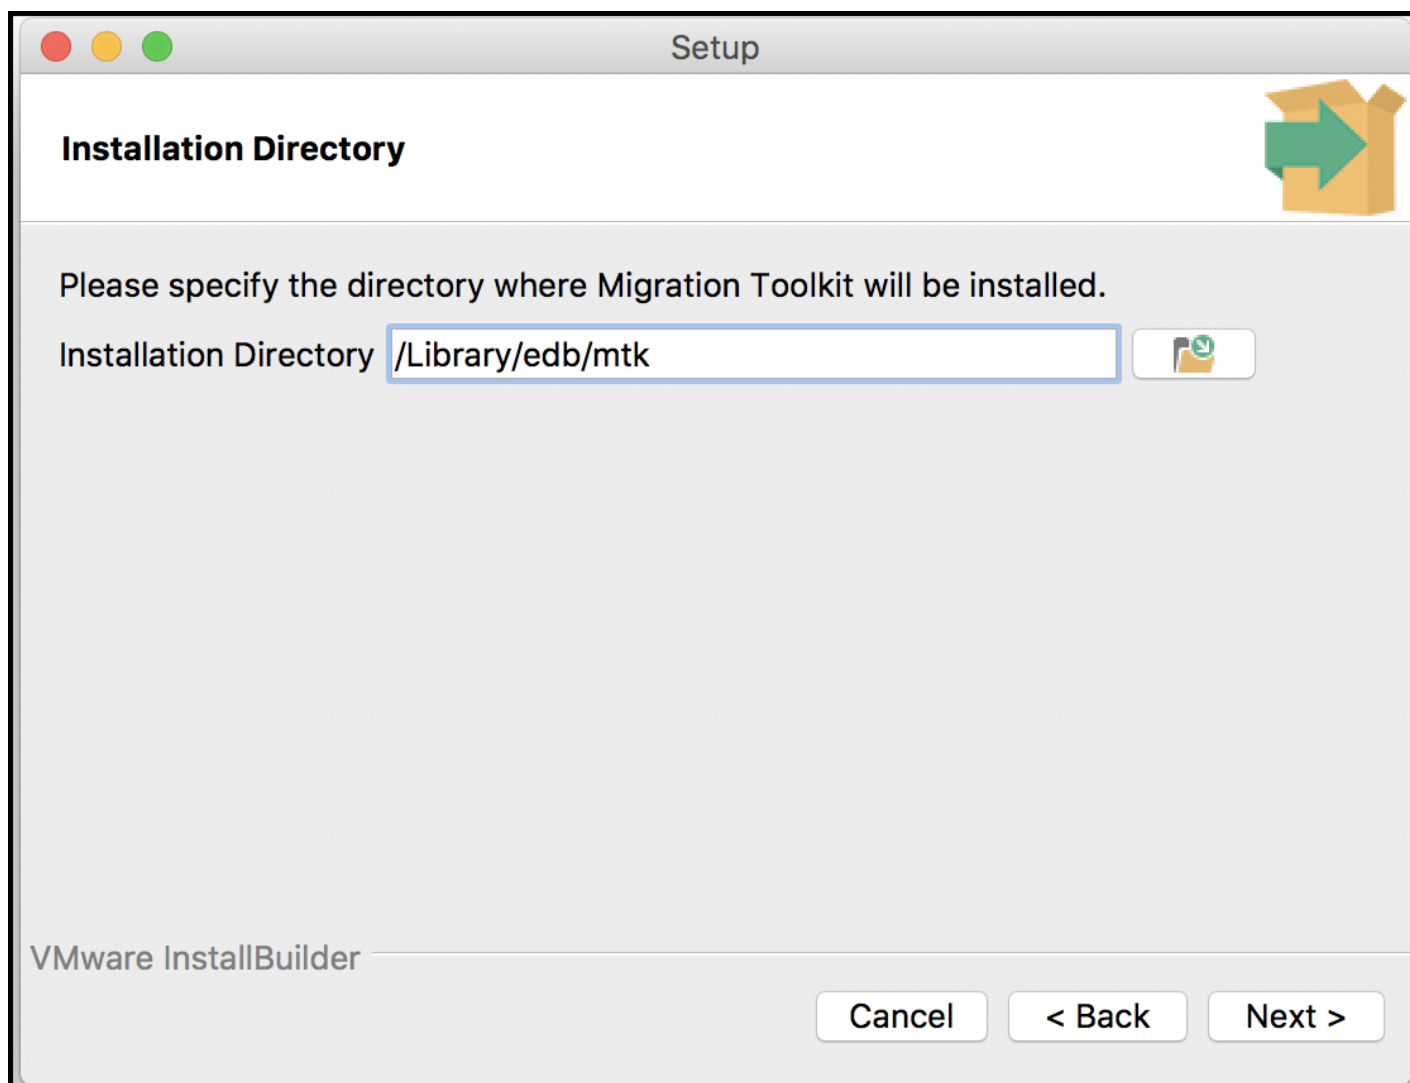 Setup
Installation Directory
Please specify the directory where Migration Toolkit will be installed.
Installation Directory /Library/edb/mtk
VMware InstallBuilder
Cancel < Back Next >